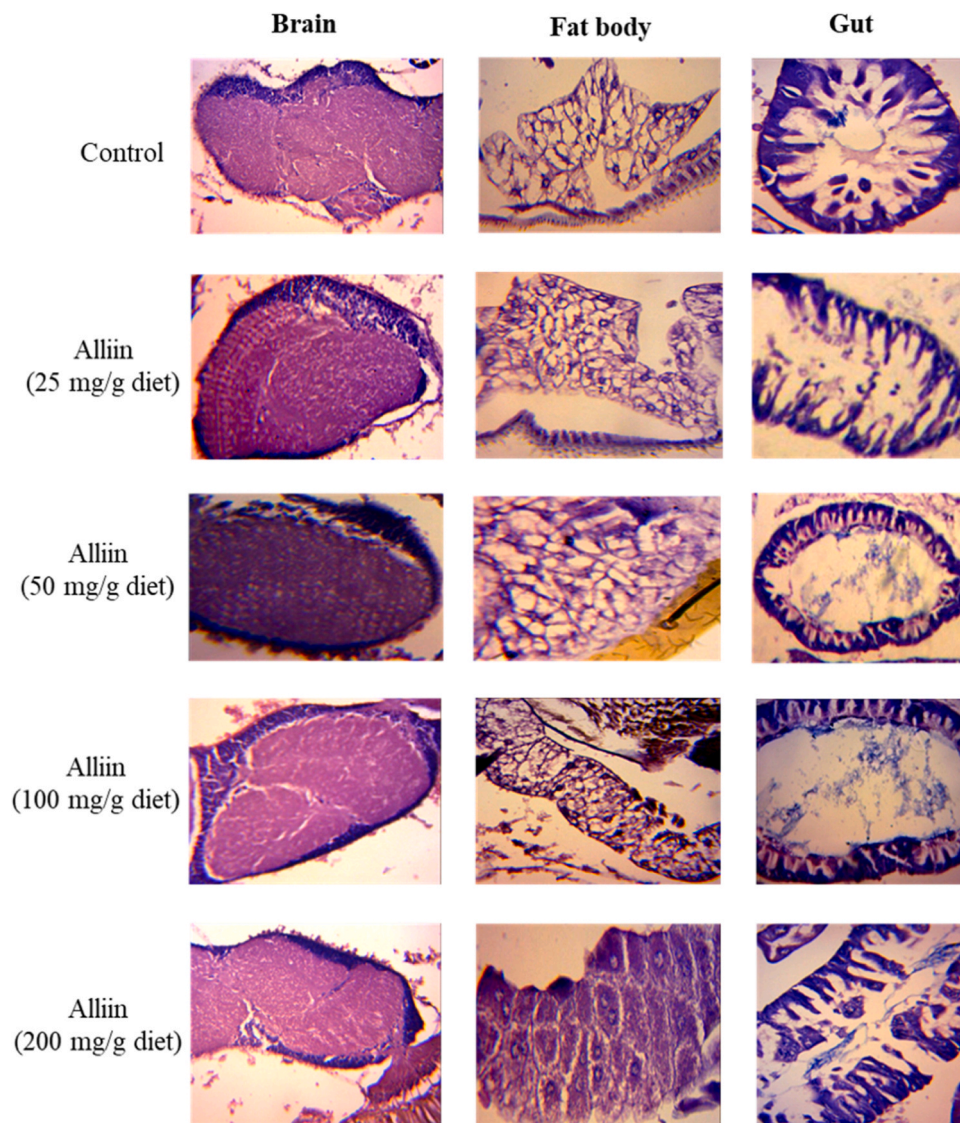 Brain Fat body Gut
Control
Alliin
(25 mg/g diet)
Alliin
(50 mg/g diet)
Alliin
(100 mg/g diet)
Alliin
(200 mg/g diet)